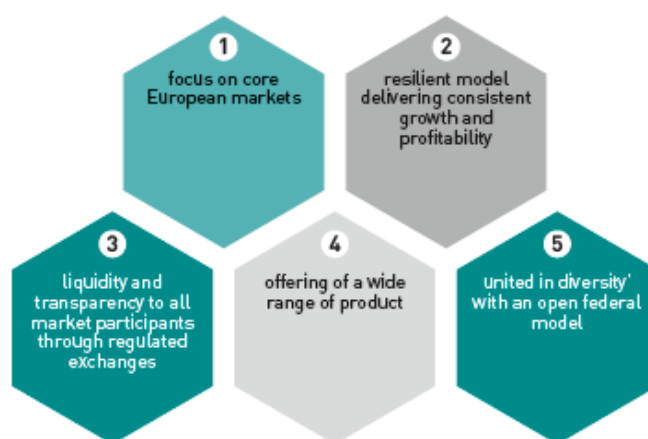 1
focus on core
European markets
2
resilient model
delivering consistent
growth and
profitability
3
liquidity and
transparency to all
market participants
through regulated
exchanges
4
offering of a wide
range of product
5
united in diversity'
with an open federal
model